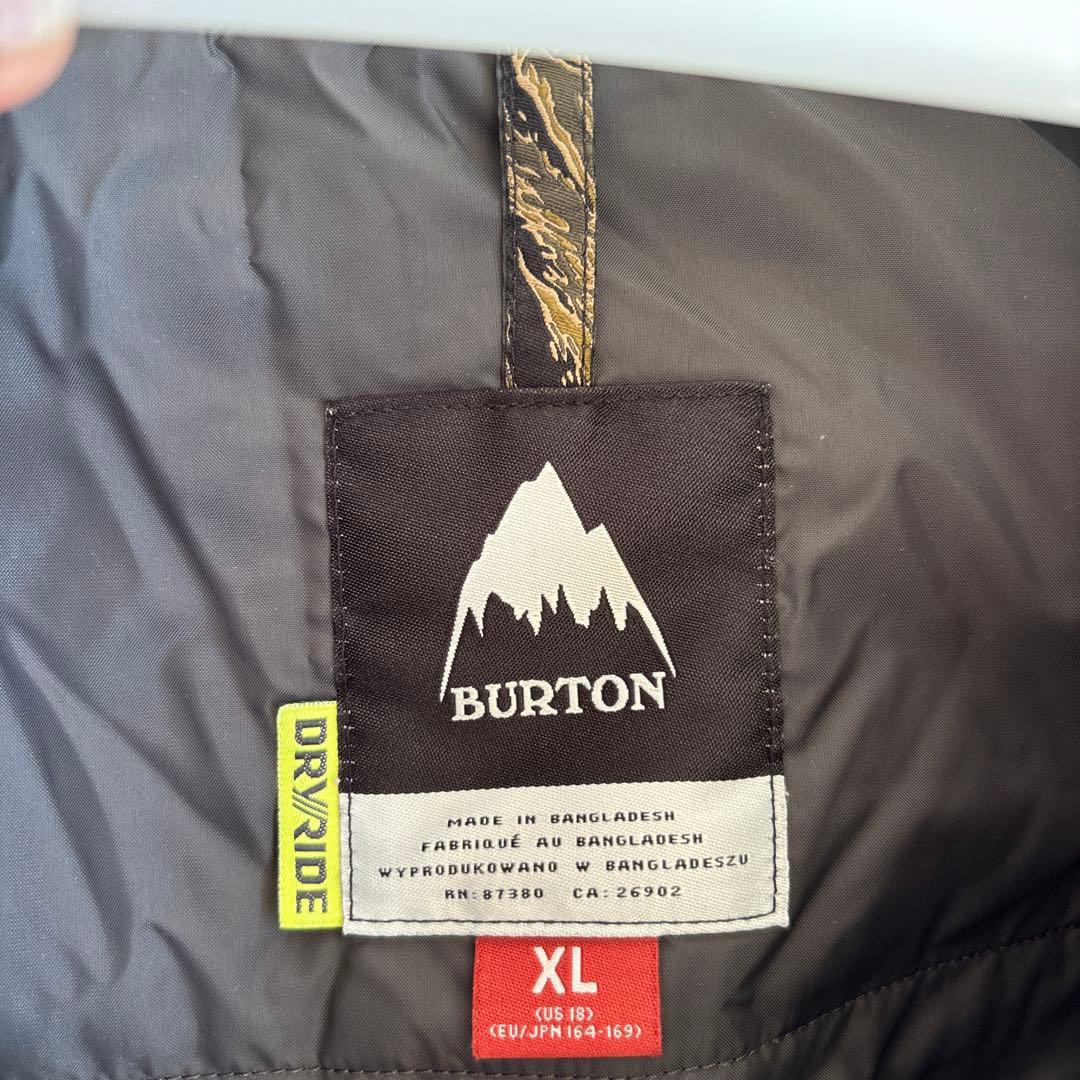 BURTON
DRY//RIDE
MADE IN BANGLADESH
FABRIQUÉ AU BANGLADESH
WYPRODUKOWANO W BANGLADESZU
RN: 87380 CA: 26902
XL
(US 18)
(EU/JPN 164-169)